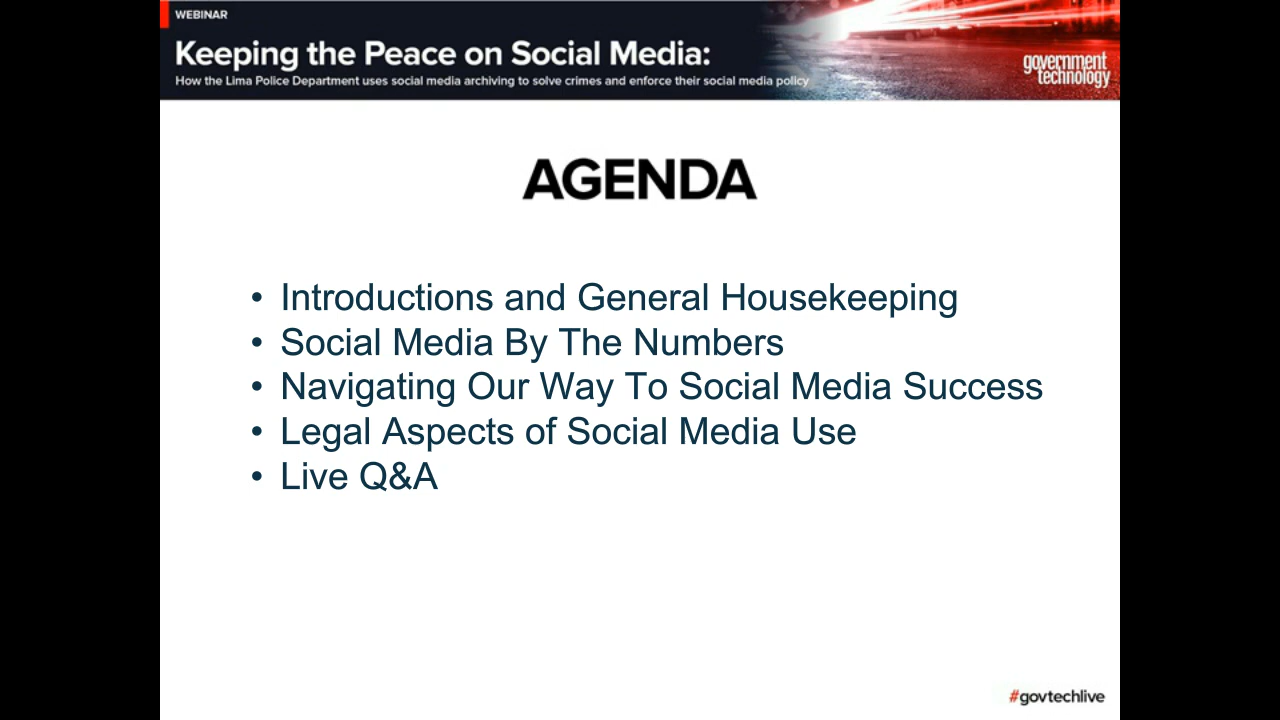 WEBINAR
Keeping the Peace on Social Media:
How the Lima Police Department uses social media archiving to solve crimes and enforce their social media policy
government
technology
AGENDA
• Introductions and General Housekeeping
• Social Media By The Numbers
• Navigating Our Way To Social Media Success
• Legal Aspects of Social Media Use
• Live Q&A
#govtechlive